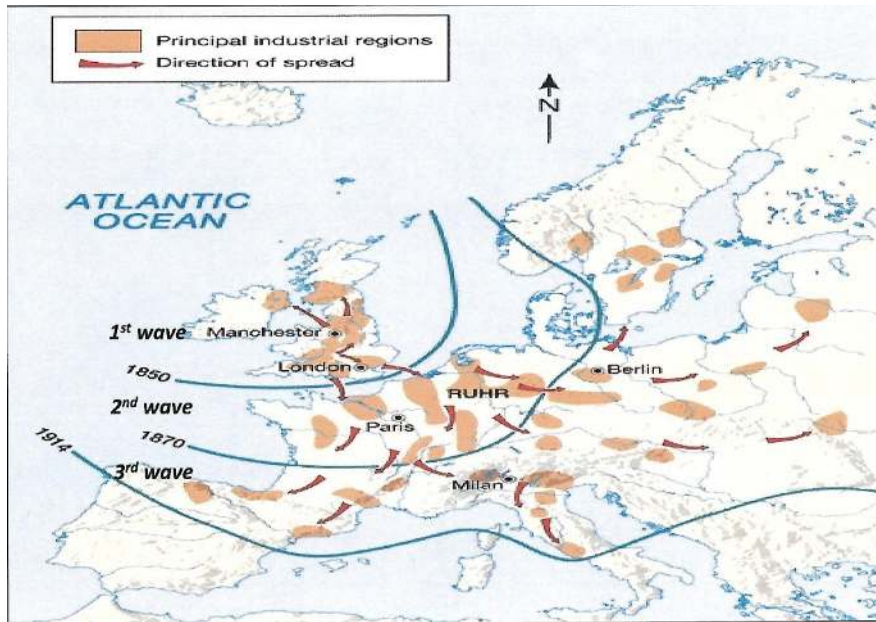 Principal industrial regions
Direction of spread
N
ATLANTIC
OCEAN
1st wave
Manchester
1850
London
2nd wave
RUHR
Berlin
Paris
1914
1870
3rd wave
Milan